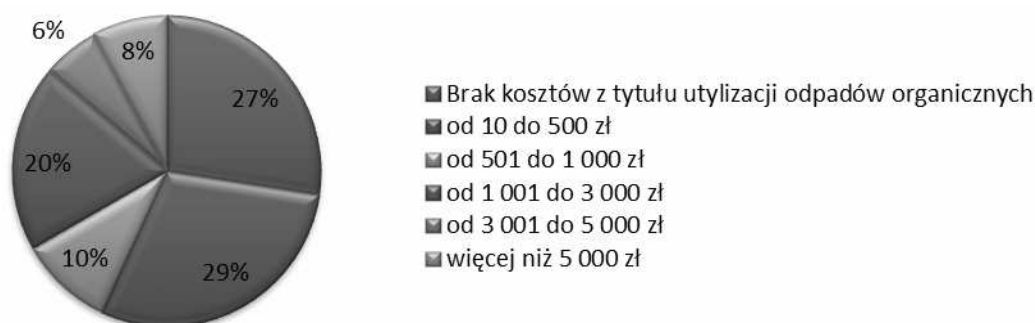 6%
8%
27%
20%
10%
29%
Brak kosztów z tytułu utylizacji odpadów organicznych
od 10 do 500 zł
od 501 do 1 000 zł
od 1 001 do 3 000 zł
od 3 001 do 5 000 zł
więcej niż 5 000 zł